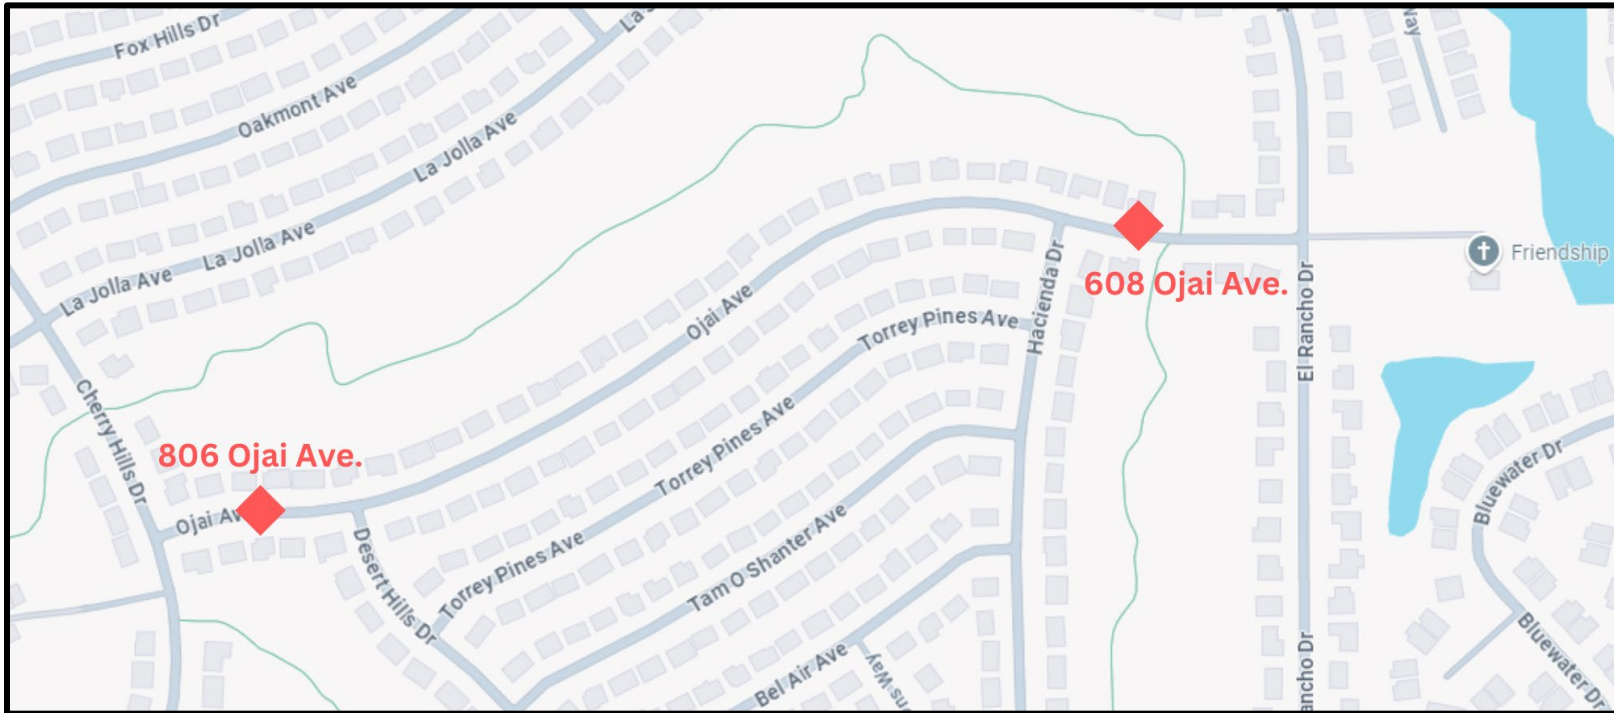 Fox Hills Dr
Oakmont Ave
La Jolla Ave
La Jolla Ave
La Jolla Ave
Ojai Ave
Torrey Pines Ave
Hacienda Dr
608 Ojai Ave.
El Rancho Dr
Friendship
Cherry Hills Dr
806 Ojai Ave.
Torrey Pines Ave
Desert Hills Dr
Torrey Pines Ave
Tam O Shanter Ave
Bel Air Ave
Bluewater Dr
Bluewater Dr